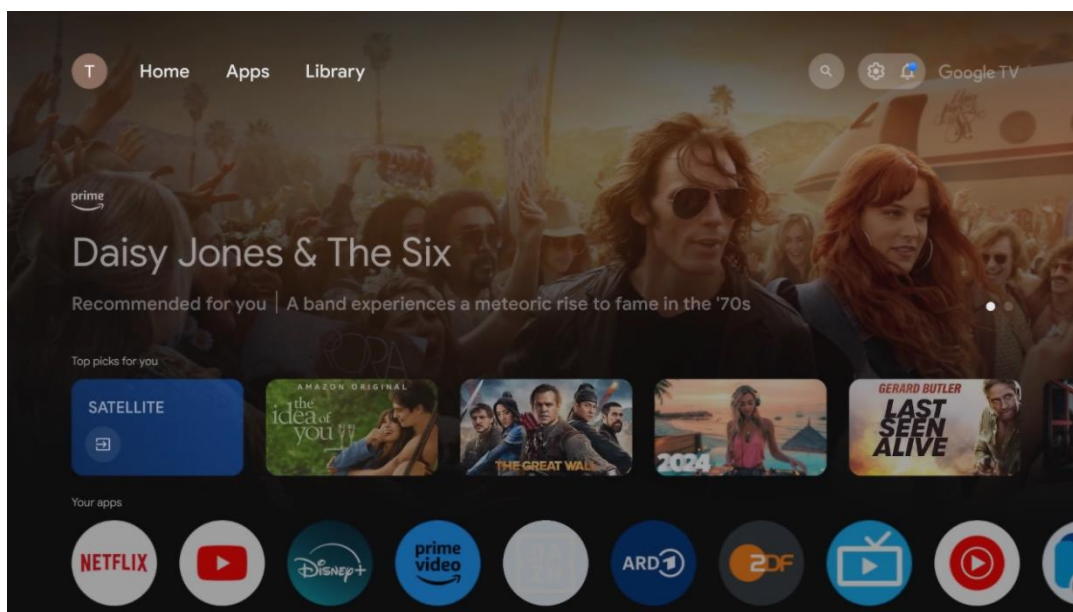 T Home Apps Library Google TV
prime
Daisy Jones & The Six
Recommended for you | A band experiences a meteoric rise to fame in the '70s
Top picks for you
SATELLITE
AMAZON ORIGINAL
the
idea of
you
THE GREAT WALL
2024
GERARD BUTLER
LAST
SEEN
ALIVE
Your apps
NETFLIX
Disney+
prime
video
ARD 1
2DF